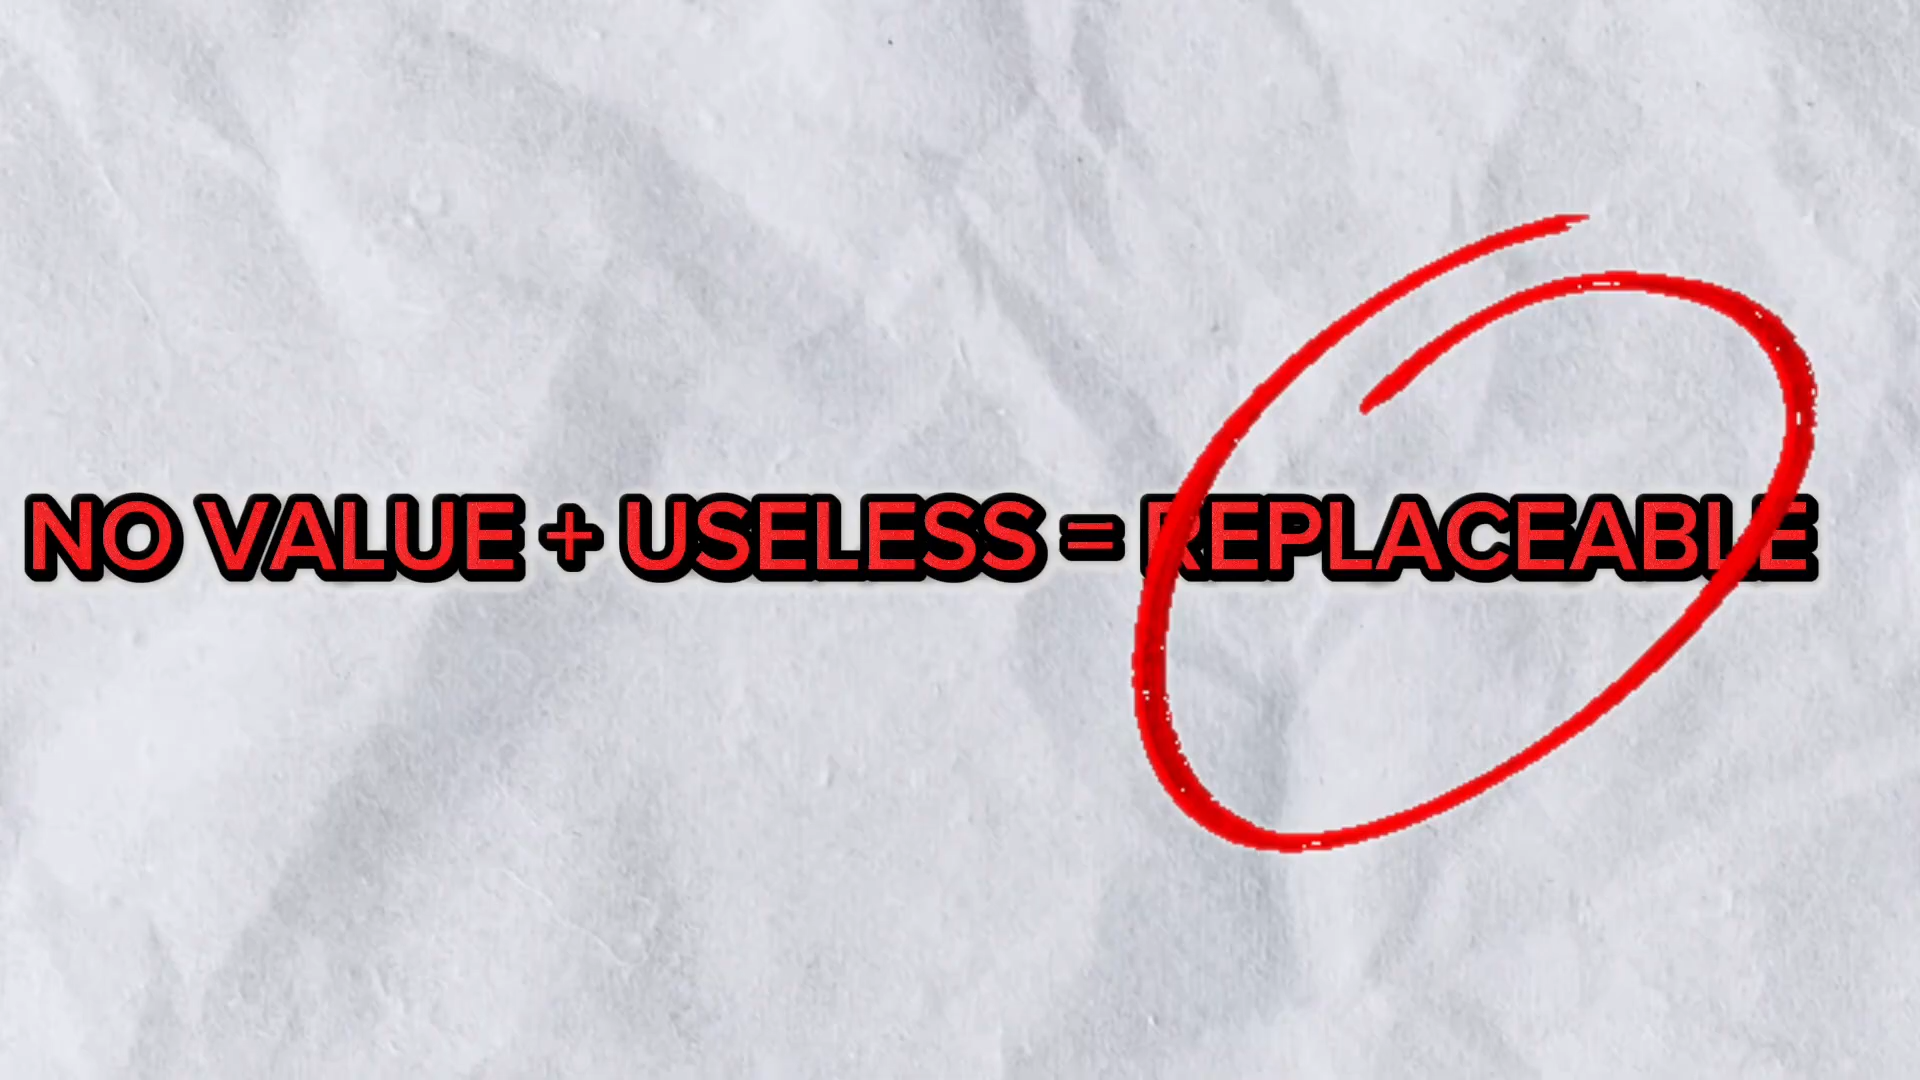 NO VALUE + USELESS = REPLACEABLE